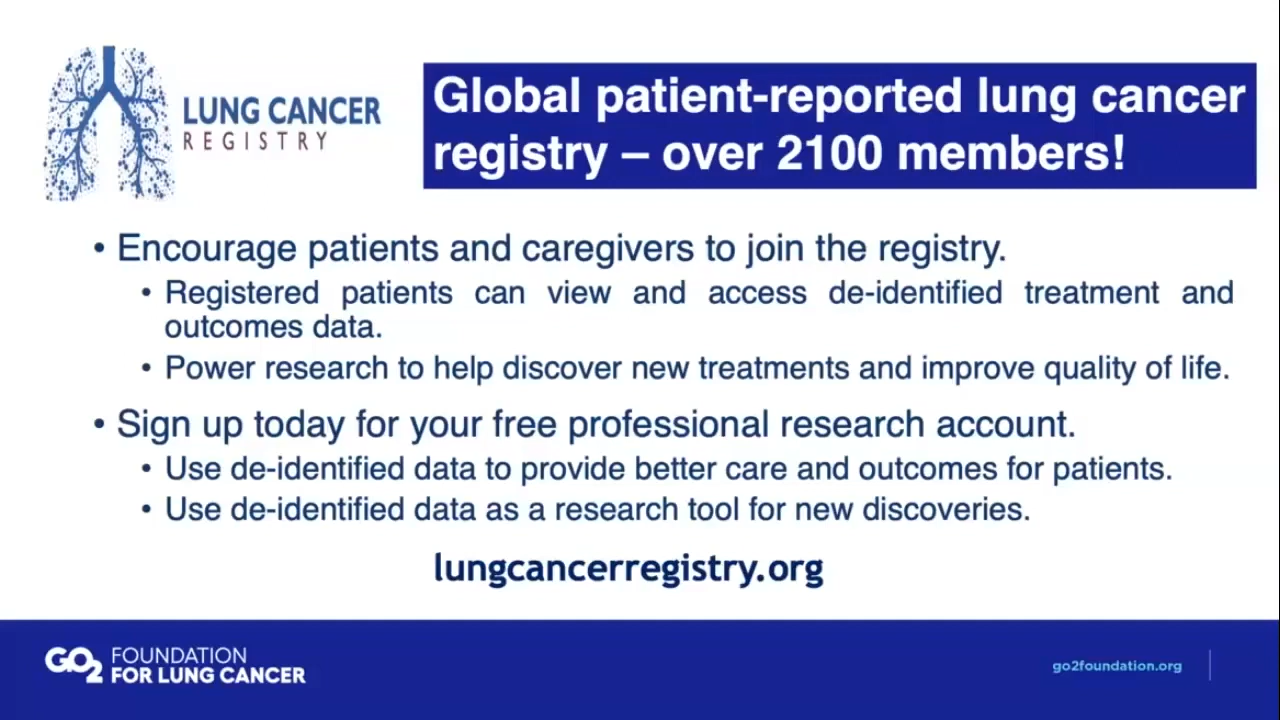 LUNG CANCER
REGISTRY
Global patient-reported lung cancer
registry – over 2100 members!
• Encourage patients and caregivers to join the registry.
• Registered patients can view and access de-identified treatment and
outcomes data.
• Power research to help discover new treatments and improve quality of life.
• Sign up today for your free professional research account.
• Use de-identified data to provide better care and outcomes for patients.
• Use de-identified data as a research tool for new discoveries.
lungcancerregistry.org
GO2 FOUNDATION
FOR LUNG CANCER
go2foundation.org